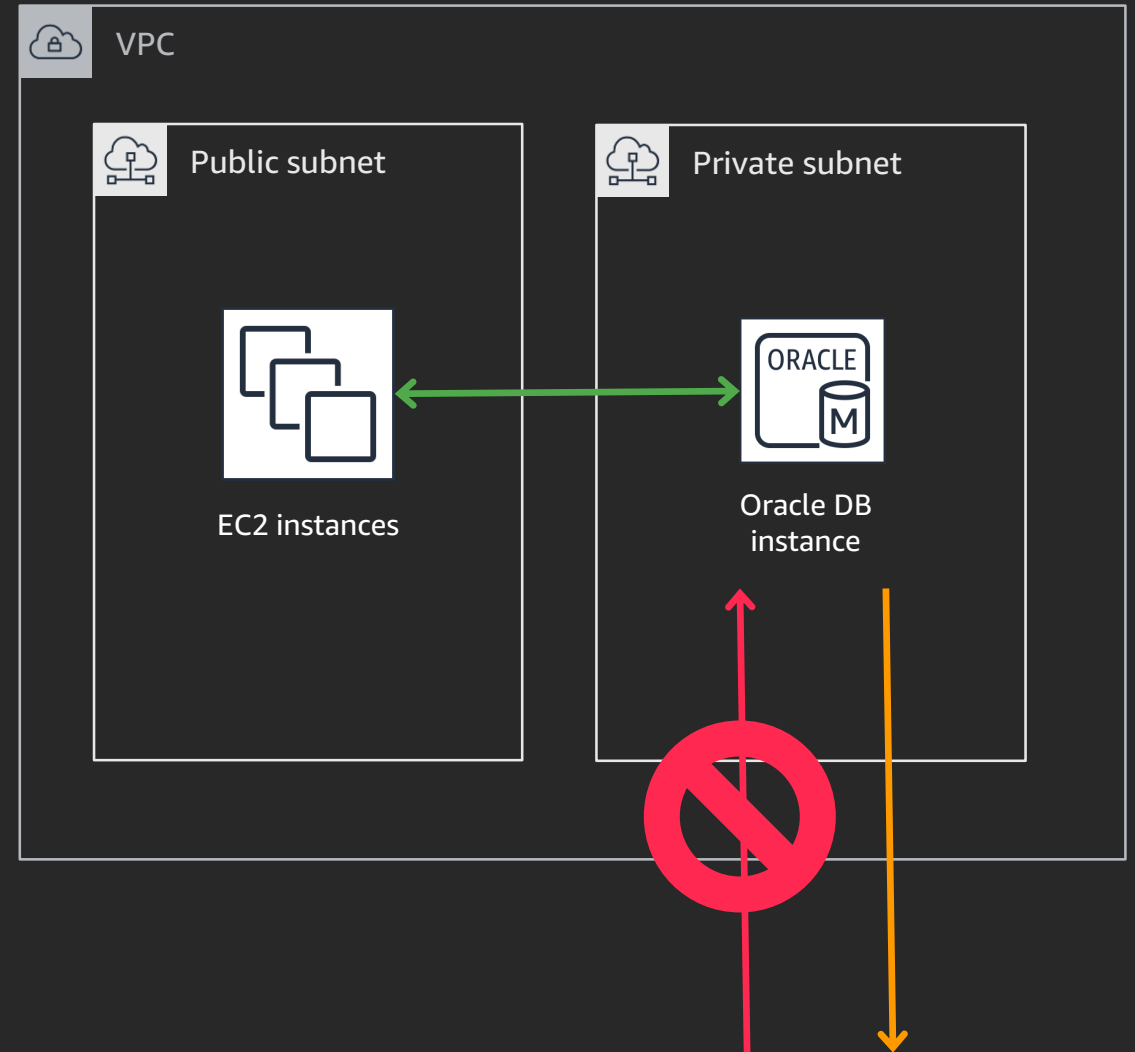 VPC
Public subnet
Private subnet
ORACLE
M
EC2 instances
Oracle DB
instance